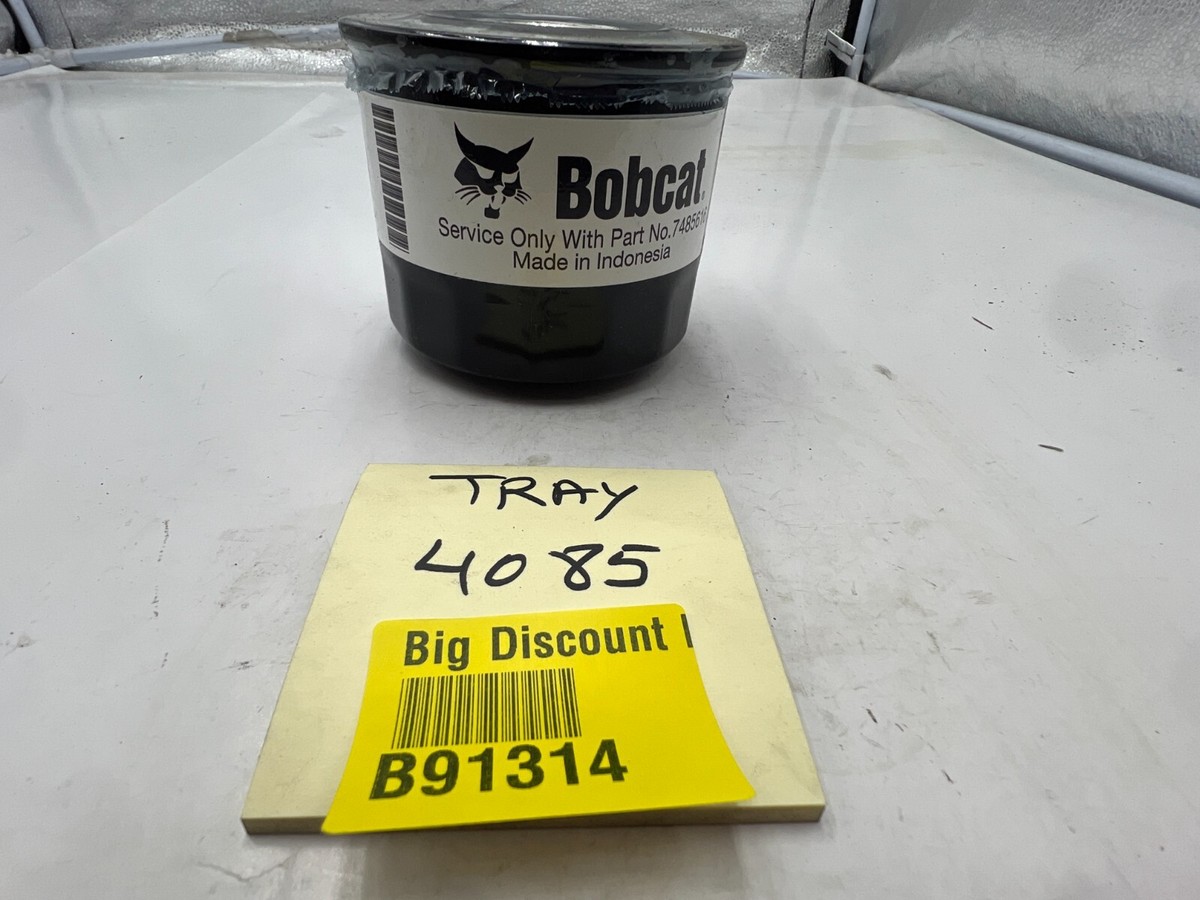 Bobcat
Service Only With Part No.
Made in Indonesia
TRAY
4085
Big Discount
B91314